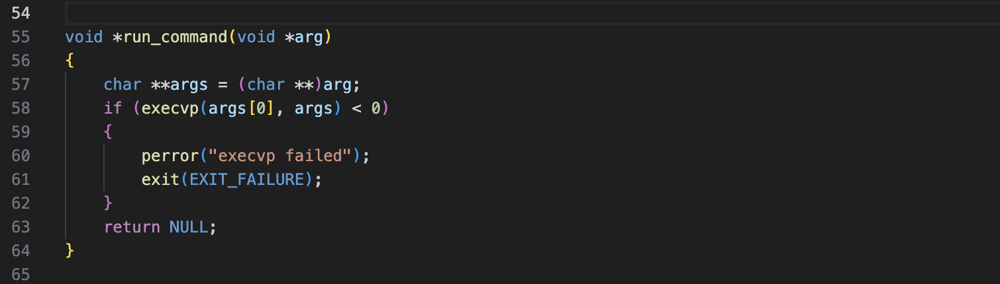 54
55 void *run_command(void *arg)
56 {
57     char **args = (char **)arg;
58     if (execvp(args[0], args) < 0)
59     {
60         perror("execvp failed");
61         exit(EXIT_FAILURE);
62     }
63     return NULL;
64 }
65